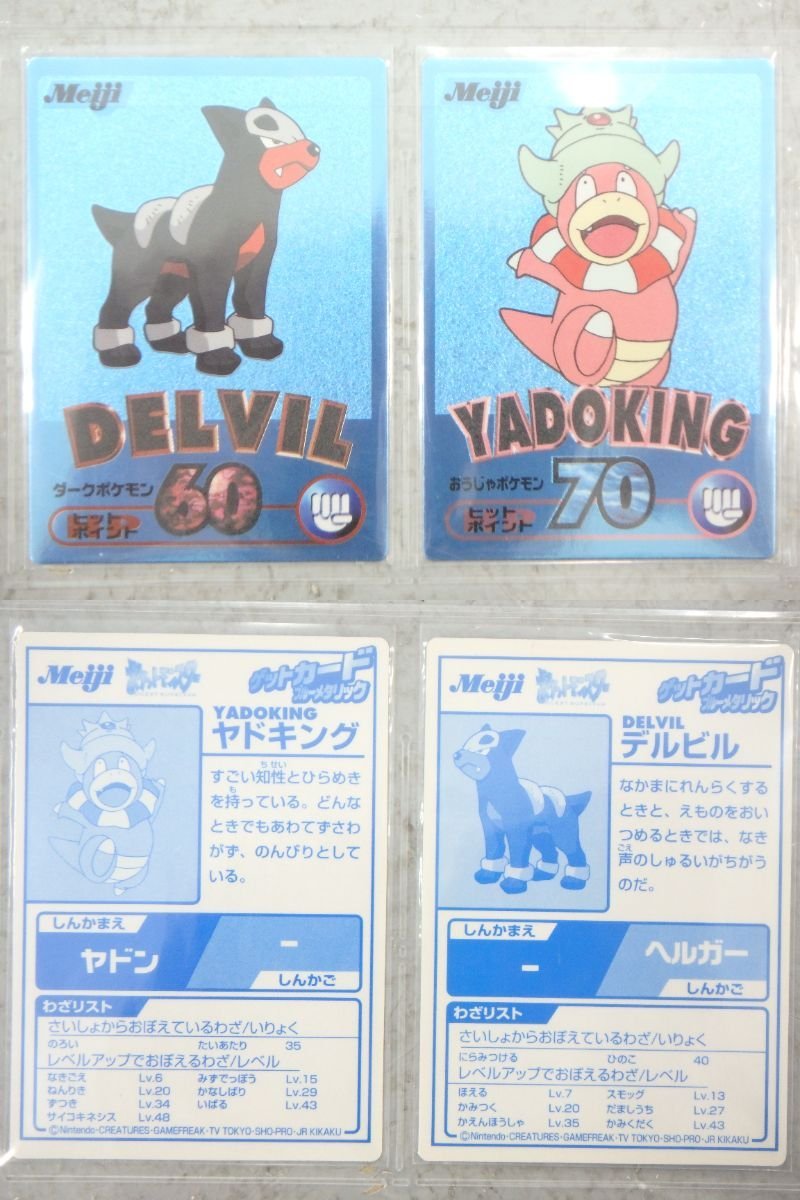 Meiji
DELVIL
ダークポケモン 60
ヒットポイント
Meiji
YADOKING
おうじゃポケモン 70
ヒットポイント
Meiji ポケットモンスター ゲットカード
ブルーメタリック
YADOKING
ヤドキング
すごい知性とひらめき
を持っている。どんな
ときでもあわてずさわ
がず、のんびりとして
いる。
しんかまえ
ヤドン
-
しんかご
わざリスト
さいしょからおぼえているわざ/いりょく
のろい たいあたり 35
レベルアップでおぼえるわざ/レベル
なきごえ Lv.6 みずでっぽう Lv.15
ねんりき Lv.20 かなしばり Lv.29
ずつき Lv.34 いばる Lv.43
サイコキネシス Lv.48
©Nintendo･CREATURES･GAMEFREAK･TV TOKYO･SHO-PRO･JR KIKAKU
Meiji ポケットモンスター ゲットカード
ブルーメタリック
DELVIL
デルビル
なかまにれんらくする
ときと、えものをおい
つめるときでは、なき
声のしゅるいがちがう
のだ。
しんかまえ
-
ヘルガー
しんかご
わざリスト
さいしょからおぼえているわざ/いりょく
にらみつける ひのこ 40
レベルアップでおぼえるわざ/レベル
ほえる Lv.7 スモッグ Lv.13
かみつく Lv.20 だましうち Lv.27
かえんほうしゃ Lv.35 かみくだく Lv.43
©Nintendo･CREATURES･GAMEFREAK･TV TOKYO･SHO-PRO･JR KIKAKU